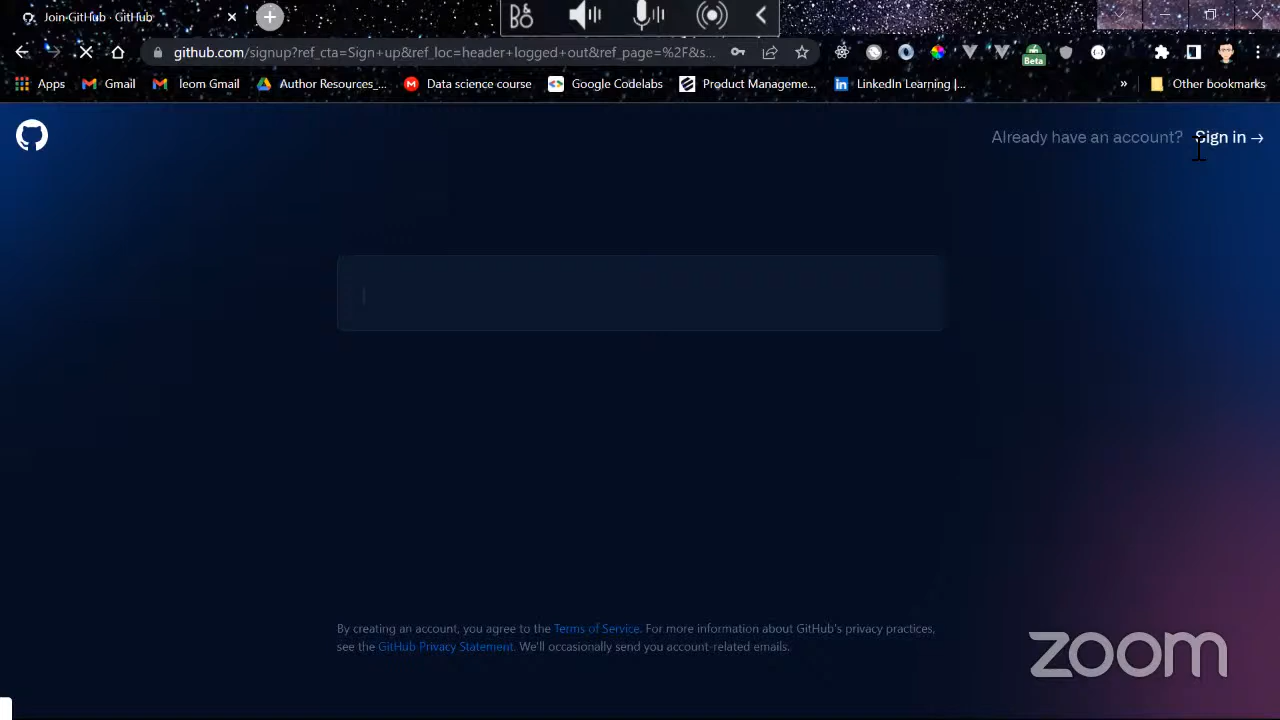 Join GitHub · GitHub
github.com/signup?ref_cta=Sign+up&ref_loc=header+logged+out&ref_page=%2F&s...
Beta
Apps
Gmail
leom Gmail
Author Resources_...
Data science course
Google Codelabs
Product Manageme...
LinkedIn Learning |...
»
Other bookmarks
Already have an account? Sign in →
By creating an account, you agree to the Terms of Service. For more information about GitHub's privacy practices,
see the GitHub Privacy Statement. We'll occasionally send you account-related emails.
zoom